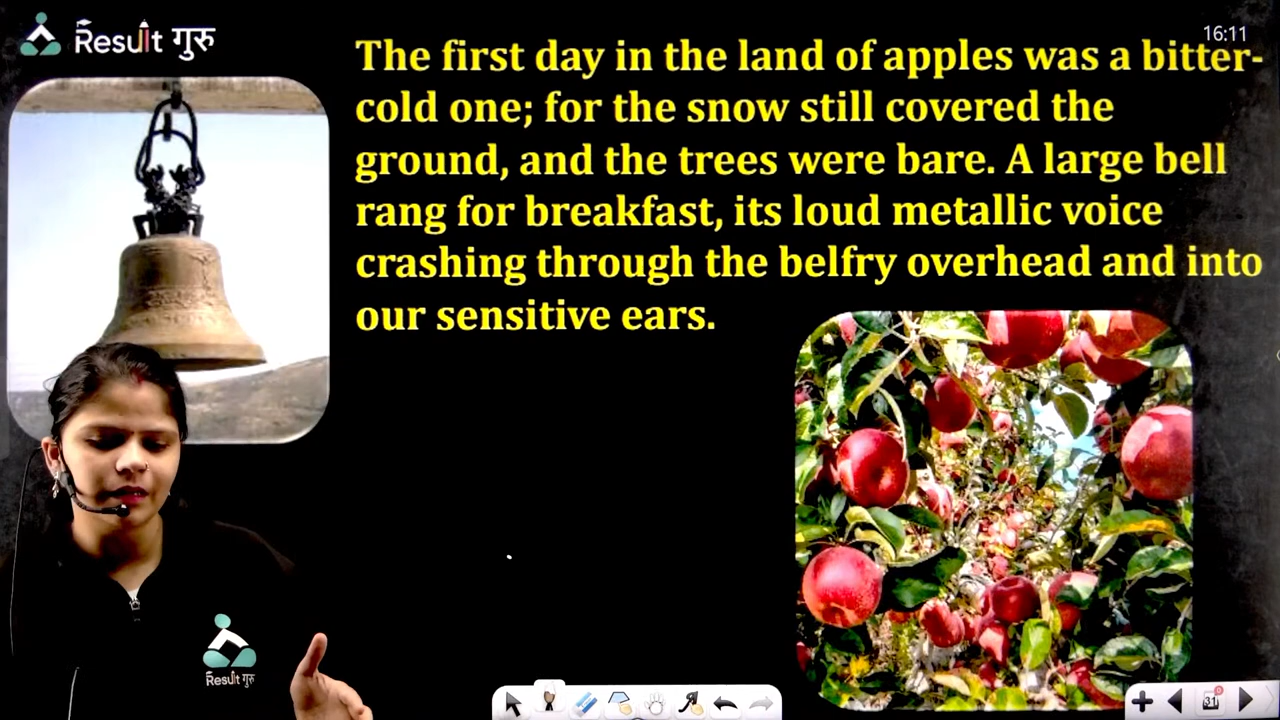 Result गुरु
16:11
The first day in the land of apples was a bitter-
cold one; for the snow still covered the
ground, and the trees were bare. A large bell
rang for breakfast, its loud metallic voice
crashing through the belfry overhead and into
our sensitive ears.
Result गुरु
31